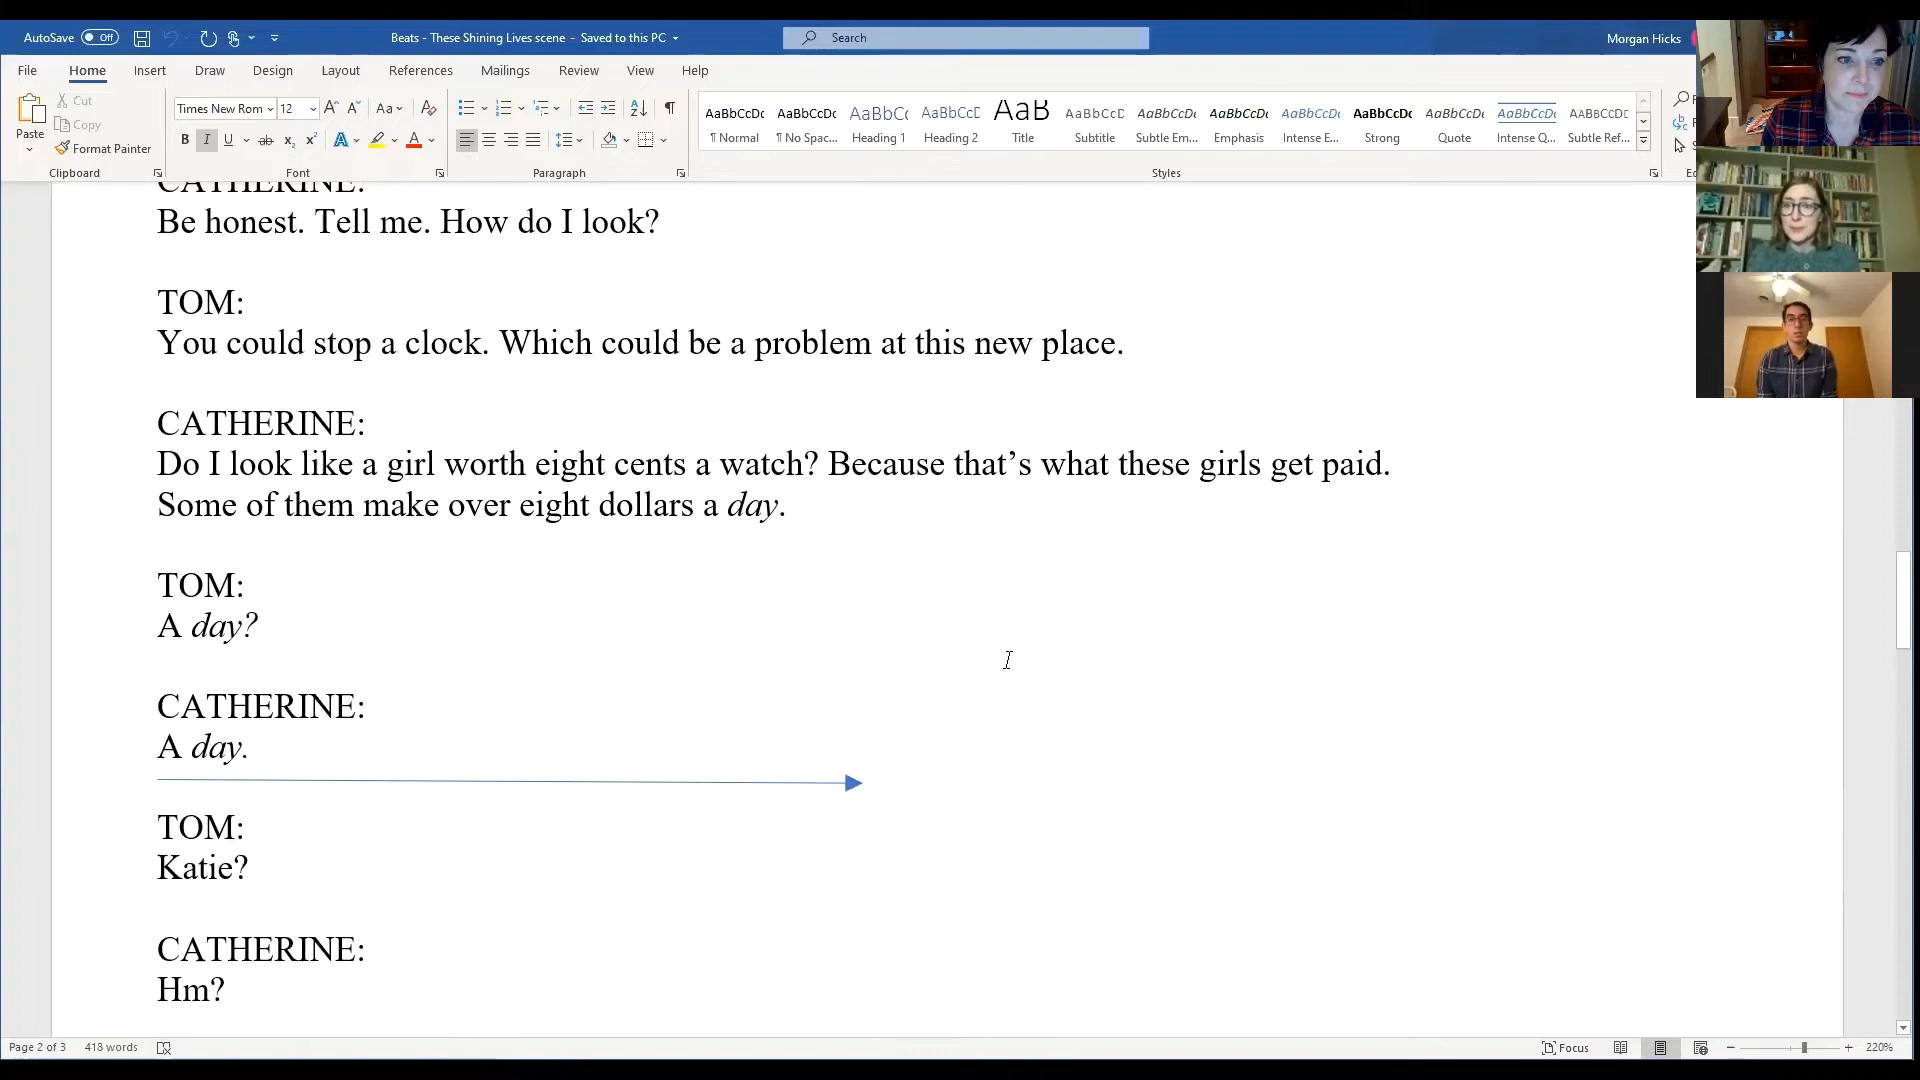 AutoSave Off Beats - These Shining Lives scene - Saved to this PC Search Morgan Hicks
File Home Insert Draw Design Layout References Mailings Review View Help
Paste Cut Copy Format Painter
Times New Rom 12
AaBbCcDc AaBbCcDc AaBbCc AaBbCcD AaB AaBbCcD AaBbCcDc AaBbCcDc AaBbCcDc AaBbCcDc AaBbCcDc AaBbCcDc AABBCCDD
¶ Normal ¶ No Spac... Heading 1 Heading 2 Title Subtitle Subtle Em... Emphasis Intense E... Strong Quote Intense Q... Subtle Ref...
Clipboard Font Paragraph Styles
CATHERINE:
Be honest. Tell me. How do I look?
TOM:
You could stop a clock. Which could be a problem at this new place.
CATHERINE:
Do I look like a girl worth eight cents a watch? Because that’s what these girls get paid.
Some of them make over eight dollars a day.
TOM:
A day?
CATHERINE:
A day.
TOM:
Katie?
CATHERINE:
Hm?
Page 2 of 3 418 words Focus 220%